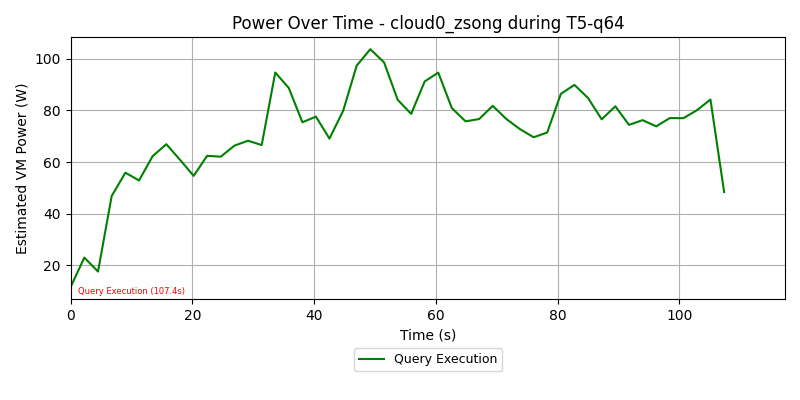 Power Over Time - cloud0_zsong during T5-q64
Estimated VM Power (W)
100
80
60
40
20
Query Execution (107.4s)
0 20 40 60 80 100
Time (s)
Query Execution